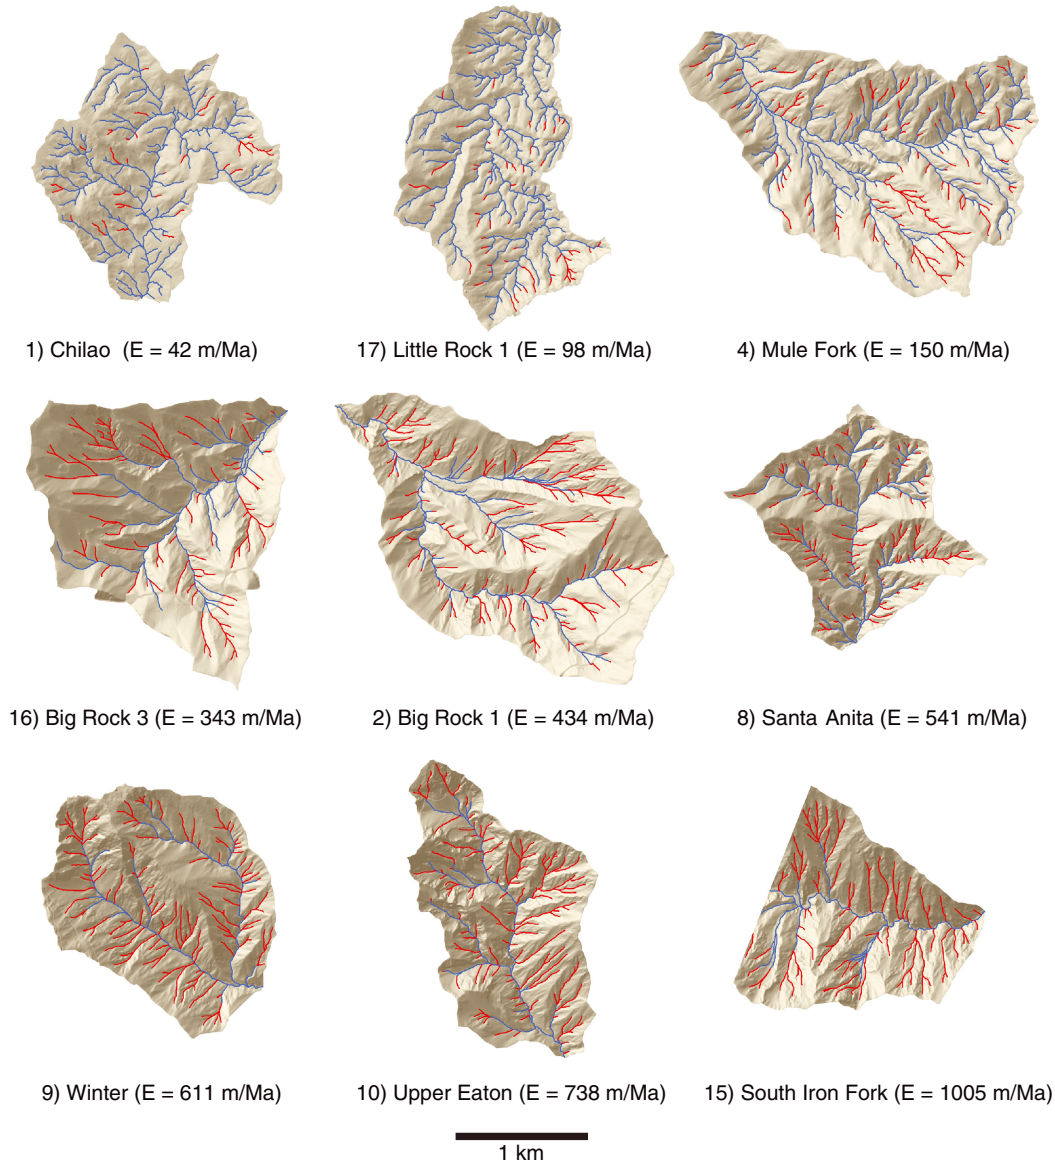 1) Chilao (E = 42 m/Ma)
17) Little Rock 1 (E = 98 m/Ma)
4) Mule Fork (E = 150 m/Ma)
16) Big Rock 3 (E = 343 m/Ma)
2) Big Rock 1 (E = 434 m/Ma)
8) Santa Anita (E = 541 m/Ma)
9) Winter (E = 611 m/Ma)
10) Upper Eaton (E = 738 m/Ma)
15) South Iron Fork (E = 1005 m/Ma)
1 km